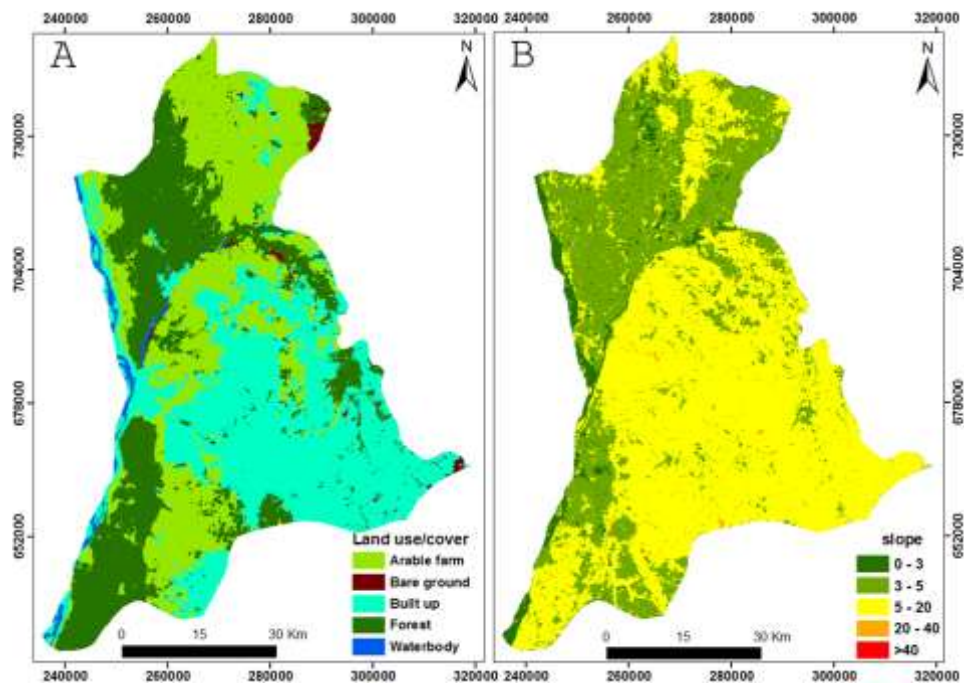 240000 260000 280000 300000 320000
240000 260000 280000 300000 320000
A
N
B
N
730000
704000
678000
652000
730000
704000
678000
652000
Land use/cover
Arable farm
Bare ground
Built up
Forest
Waterbody
0 15 30 Km
slope
0 - 3
3 - 5
5 - 20
20 - 40
>40
0 15 30 Km
240000 260000 280000 300000 320000
240000 260000 280000 300000 320000